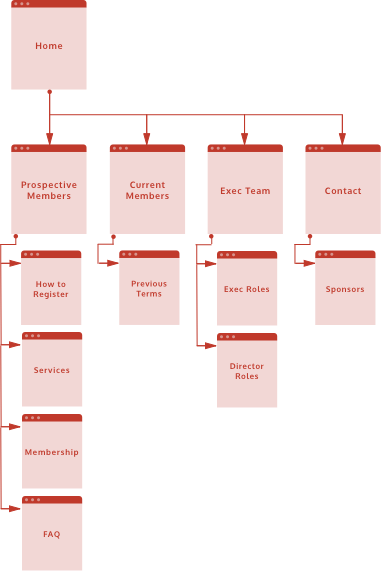 Home
Prospective
Members
Current
Members
Exec Team
Contact
How to
Register
Previous
Terms
Exec Roles
Sponsors
Services
Director
Roles
Membership
FAQ